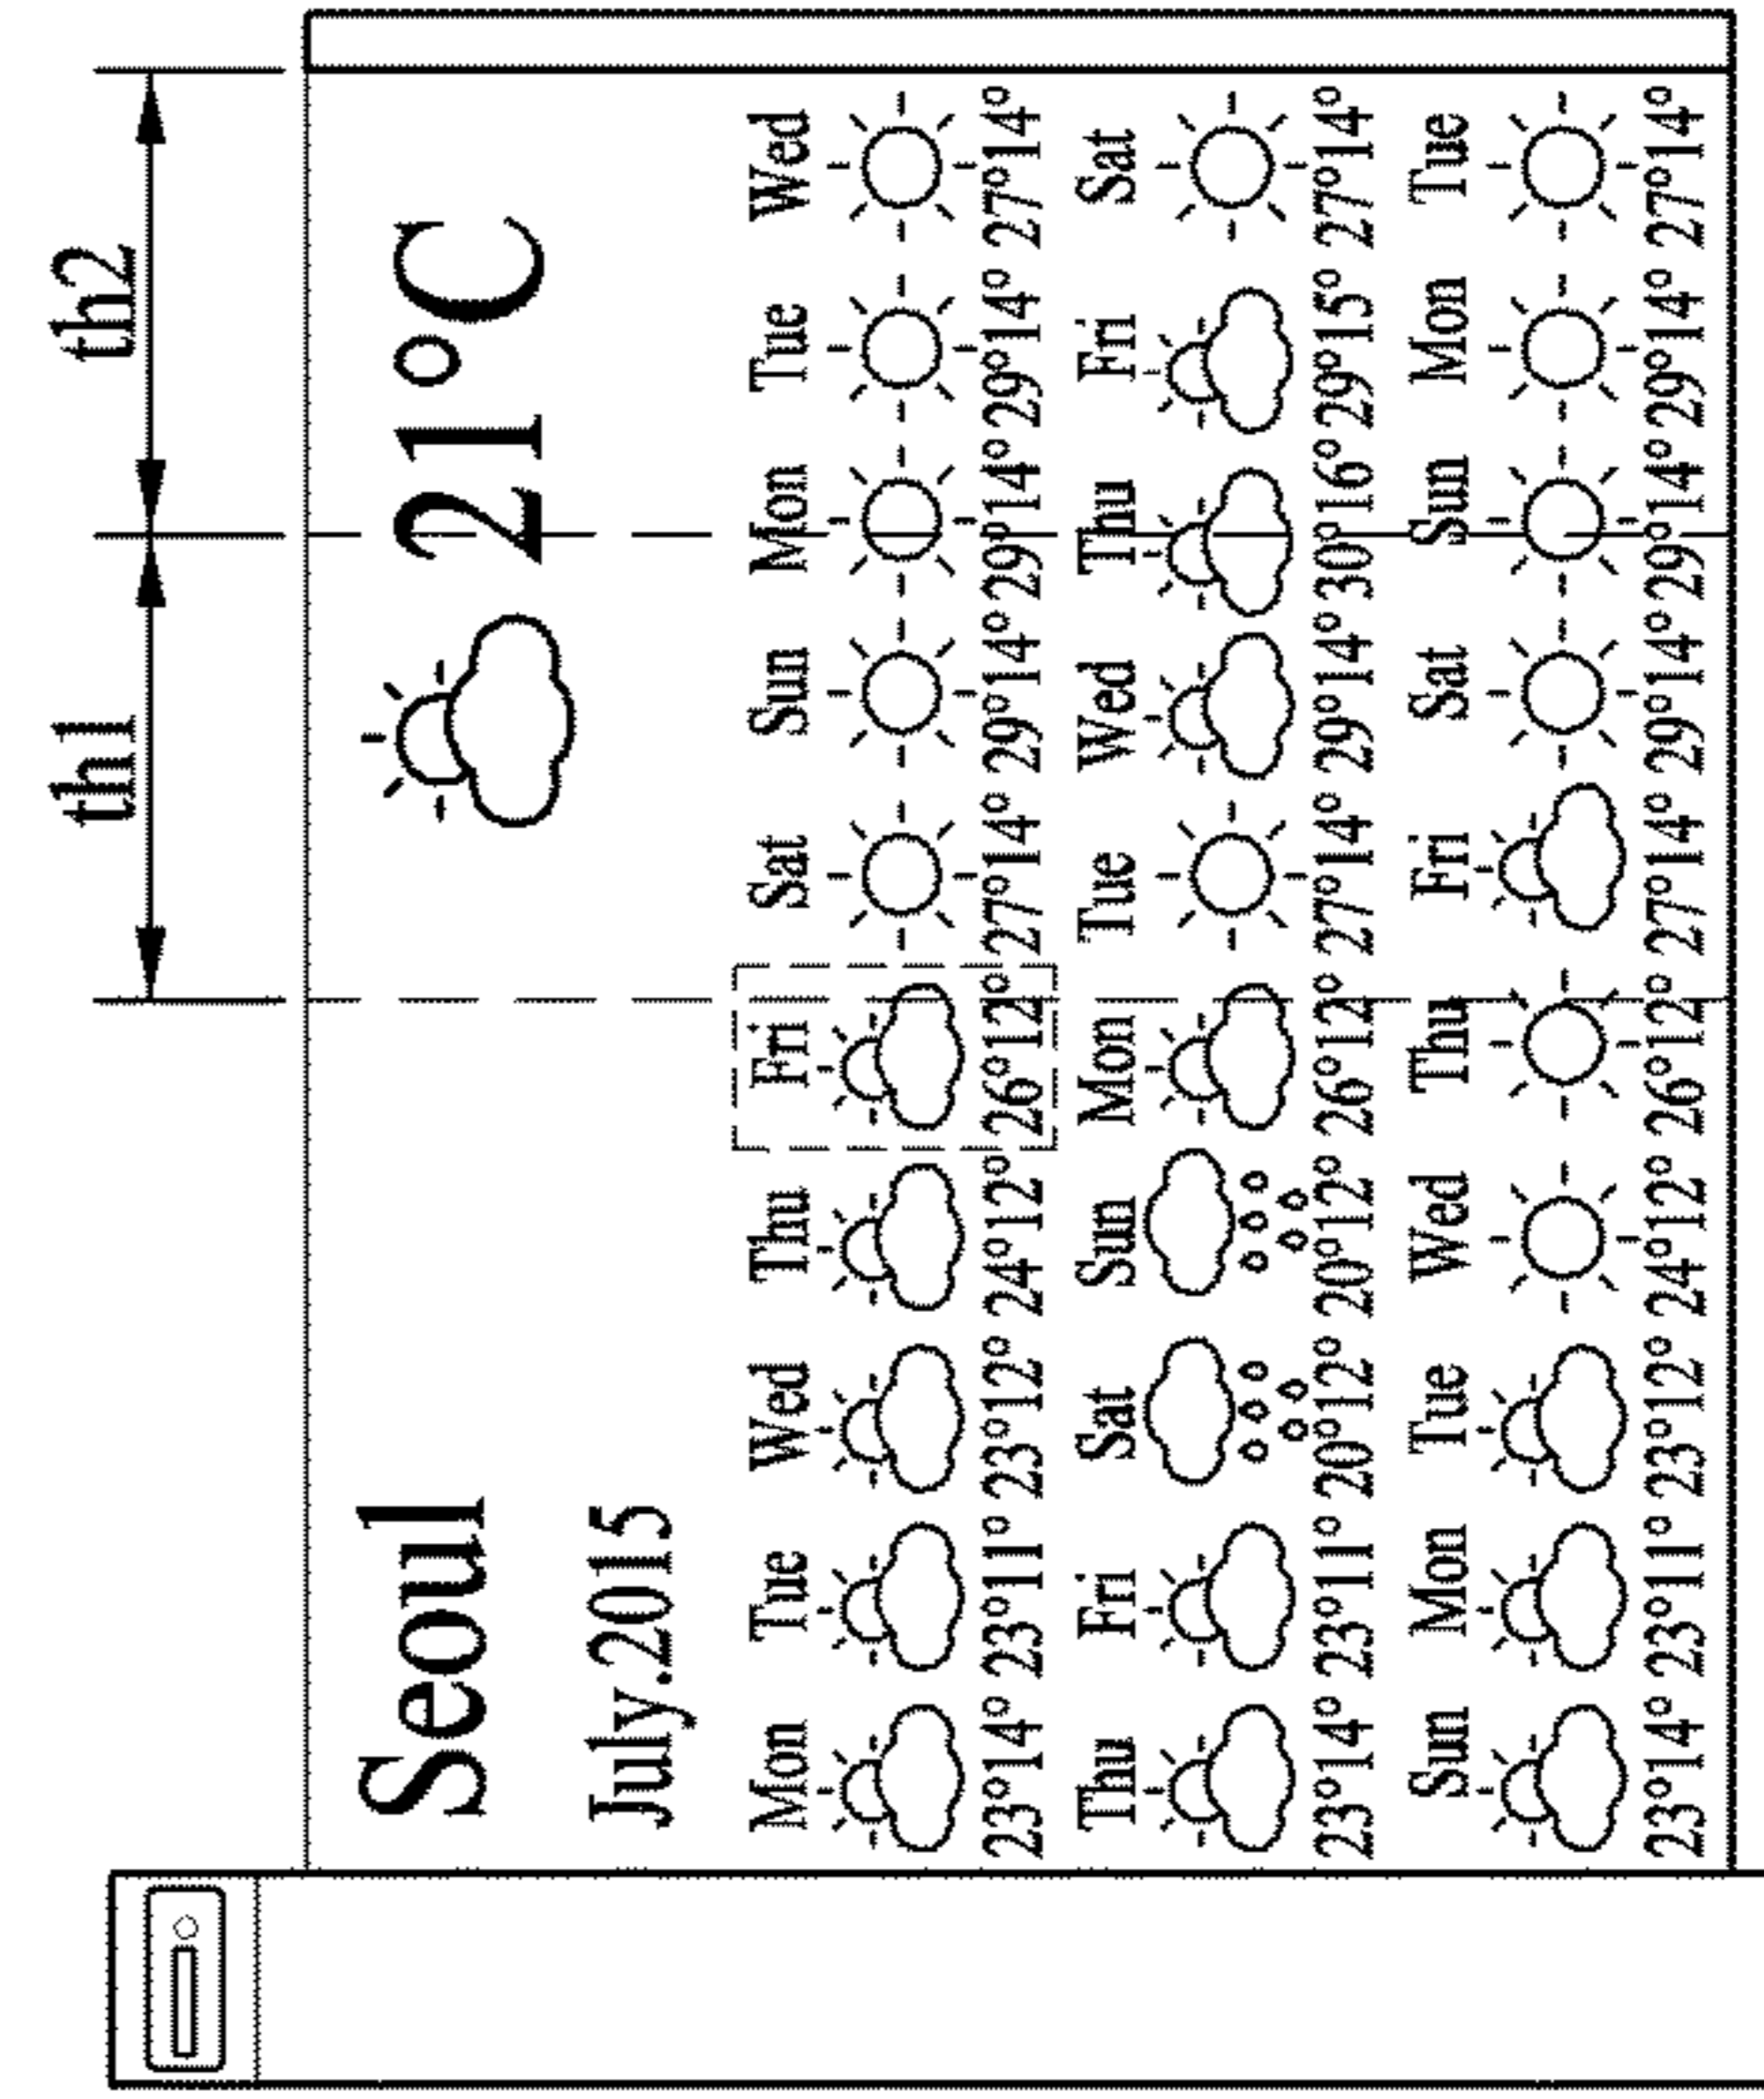 th1 th2
Seoul 21°C
July.2015
Mon Tue Wed Thu Fri Sat Sun Mon Tue Wed
23°14° 23°11° 23°12° 24°12° 26°12° 27°14° 29°14° 29°14° 29°14° 27°14°
Thu Fri Sat Sun Mon Tue Wed Thu Fri Sat
23°14° 23°11° 20°12° 20°12° 26°12° 27°14° 29°14° 30°16° 29°15° 27°14°
Sun Mon Tue Wed Thu Fri Sat Sun Mon Tue
23°14° 23°11° 23°12° 24°12° 26°12° 27°14° 29°14° 29°14° 29°14° 27°14°